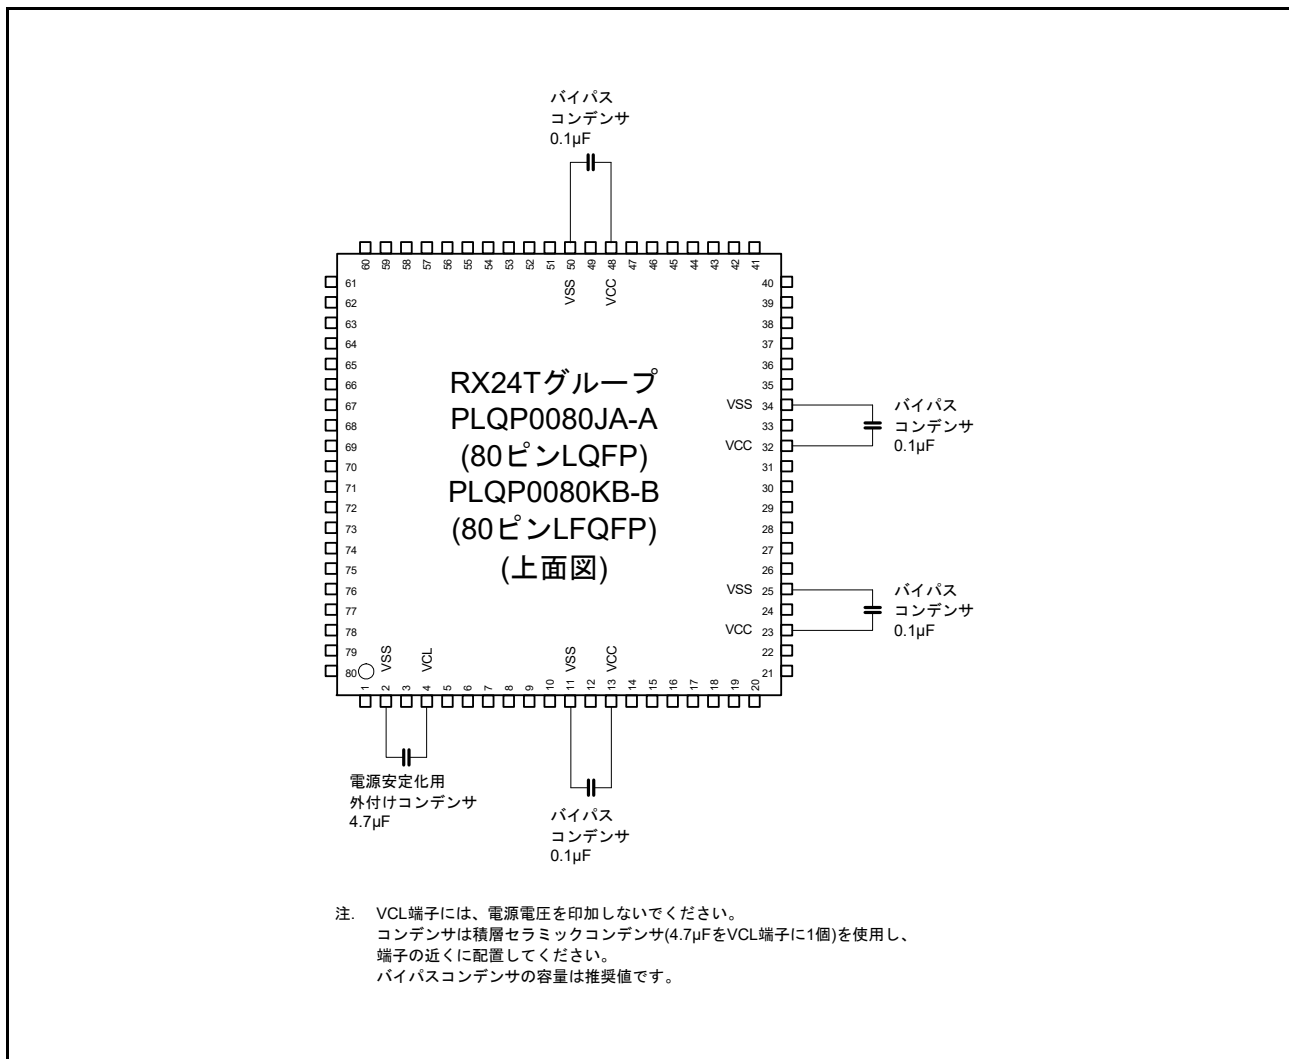 バイパス
コンデンサ
0.1µF
60 59 58 57 56 55 54 53 52 51 50 49 48 47 46 45 44 43 42 41
VSS VCC
61
62
63
64
65
66
67
68
69
70
71
72
73
74
75
76
77
78
79
80
RX24Tグループ
PLQP0080JA-A
(80ピンLQFP)
PLQP0080KB-B
(80ピンLFQFP)
(上面図)
40
39
38
37
36
35
VSS 34
33
VCC 32
31
30
29
28
27
26
VSS 25
24
VCC 23
22
21
バイパス
コンデンサ
0.1µF
バイパス
コンデンサ
0.1µF
VSS VCL VSS VCC
1 2 3 4 5 6 7 8 9 10 11 12 13 14 15 16 17 18 19 20
電源安定化用
外付けコンデンサ
4.7µF
バイパス
コンデンサ
0.1µF
注. VCL端子には、電源電圧を印加しないでください。
コンデンサは積層セラミックコンデンサ(4.7µFをVCL端子に1個)を使用し、
端子の近くに配置してください。
バイパスコンデンサの容量は推奨値です。